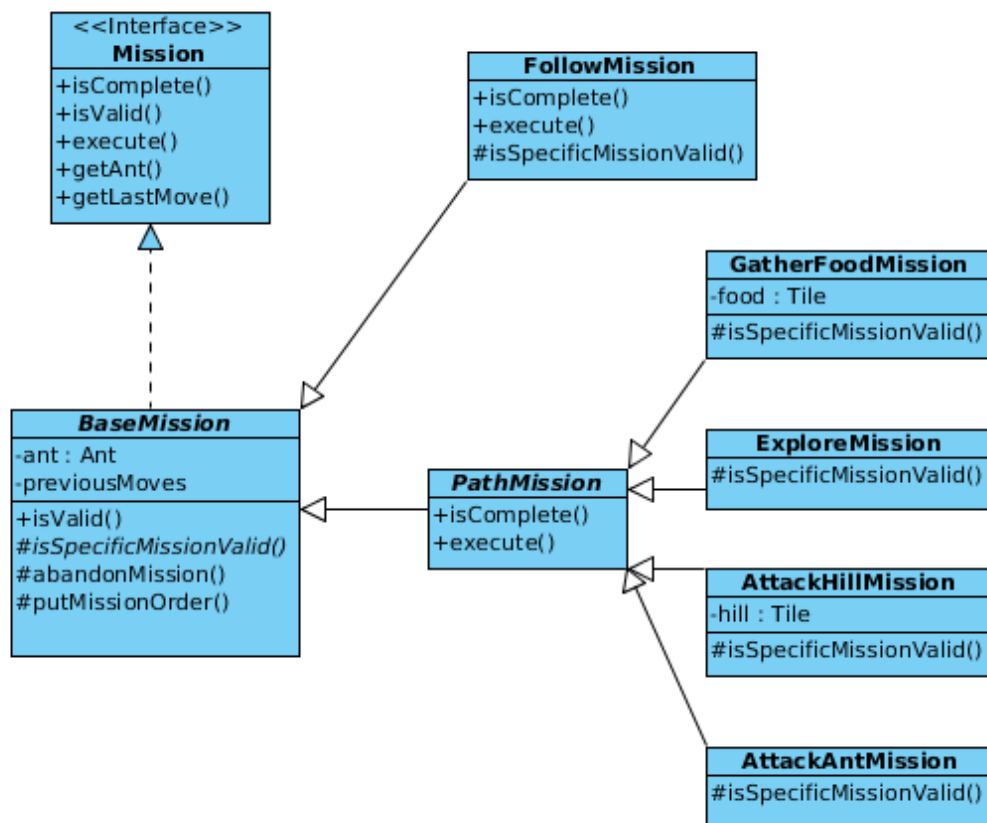 <<Interface>>
Mission
+isComplete()
+isValid()
+execute()
+getAnt()
+getLastMove()
FollowMission
+isComplete()
+execute()
#isSpecificMissionValid()
GatherFoodMission
-food : Tile
#isSpecificMissionValid()
BaseMission
-ant : Ant
-previousMoves
+isValid()
#isSpecificMissionValid()
#abandonMission()
#putMissionOrder()
PathMission
+isComplete()
+execute()
ExploreMission
#isSpecificMissionValid()
AttackHillMission
-hill : Tile
#isSpecificMissionValid()
AttackAntMission
#isSpecificMissionValid()